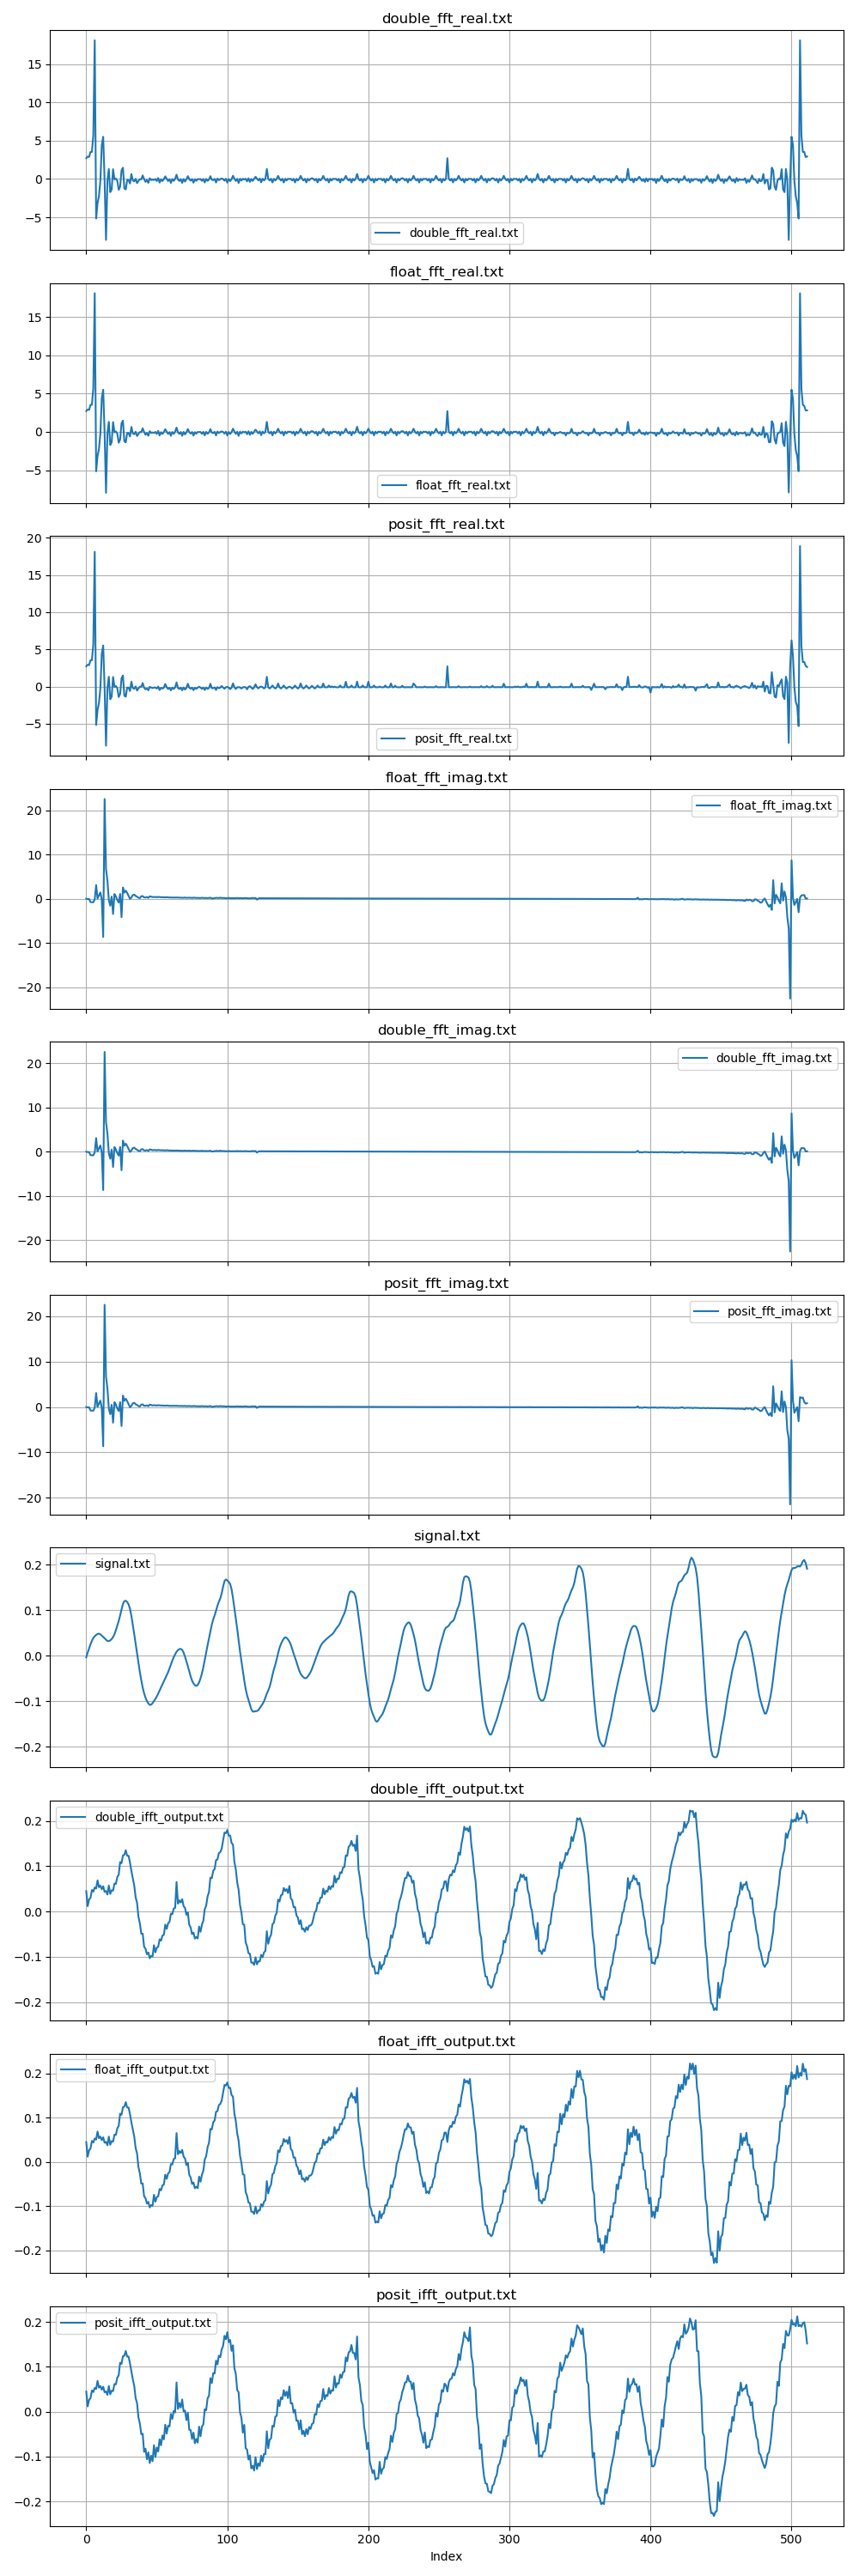 double_fft_real.txt
15
10
5
0
−5
double_fft_real.txt
float_fft_real.txt
15
10
5
0
−5
float_fft_real.txt
posit_fft_real.txt
20
15
10
5
0
−5
posit_fft_real.txt
float_fft_imag.txt
20
10
0
−10
−20
float_fft_imag.txt
double_fft_imag.txt
20
10
0
−10
−20
double_fft_imag.txt
posit_fft_imag.txt
20
10
0
−10
−20
posit_fft_imag.txt
signal.txt
0.2
0.1
0.0
−0.1
−0.2
signal.txt
double_ifft_output.txt
0.2
0.1
0.0
−0.1
−0.2
double_ifft_output.txt
float_ifft_output.txt
0.2
0.1
0.0
−0.1
−0.2
float_ifft_output.txt
posit_ifft_output.txt
0.2
0.1
0.0
−0.1
−0.2
posit_ifft_output.txt
0 100 200 300 400 500
Index